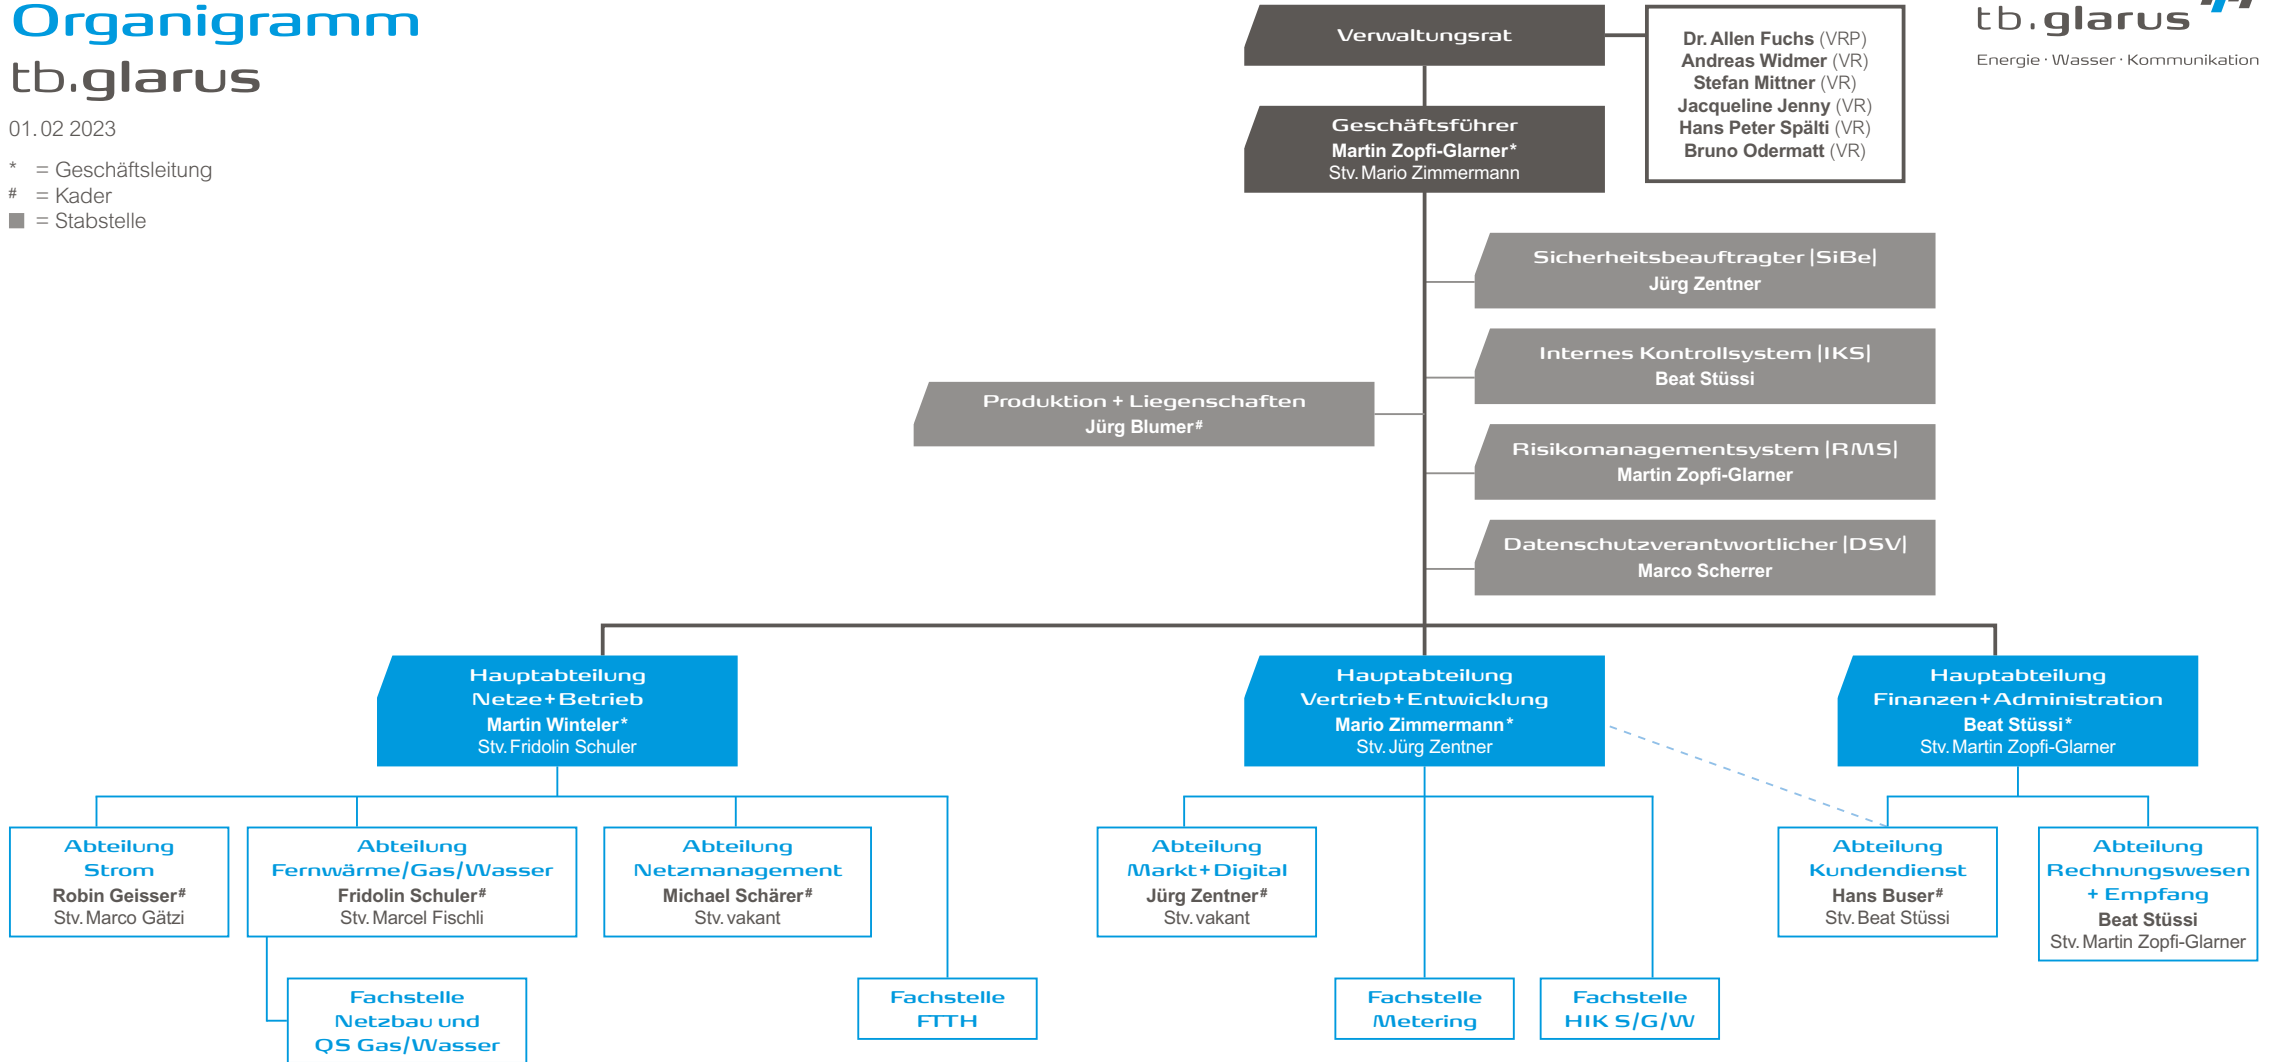 Organigramm
tb.glarus
01.02 2023
* = Geschäftsleitung
# = Kader
■ = Stabstelle
tb.glarus
Energie · Wasser · Kommunikation
Verwaltungsrat
Dr. Allen Fuchs (VRP)
Andreas Widmer (VR)
Stefan Mittner (VR)
Jacqueline Jenny (VR)
Hans Peter Spälti (VR)
Bruno Odermatt (VR)
Geschäftsführer
Martin Zopfi-Glarner*
Stv. Mario Zimmermann
Sicherheitsbeauftragter |SiBe|
Jürg Zentner
Internes Kontrollsystem |IKS|
Beat Stüssi
Produktion + Liegenschaften
Jürg Blumer#
Risikomanagementsystem |RMS|
Martin Zopfi-Glarner
Datenschutzverantwortlicher |DSV|
Marco Scherrer
Hauptabteilung
Netze+Betrieb
Martin Winteler*
Stv. Fridolin Schuler
Hauptabteilung
Vertrieb+Entwicklung
Mario Zimmermann*
Stv. Jürg Zentner
Hauptabteilung
Finanzen+Administration
Beat Stüssi*
Stv. Martin Zopfi-Glarner
Abteilung
Strom
Robin Geisser#
Stv. Marco Gätzi
Abteilung
Fernwärme/Gas/Wasser
Fridolin Schuler#
Stv. Marcel Fischli
Abteilung
Netzmanagement
Michael Schärer#
Stv. vakant
Abteilung
Markt+Digital
Jürg Zentner#
Stv. vakant
Abteilung
Kundendienst
Hans Buser#
Stv. Beat Stüssi
Abteilung
Rechnungswesen
+ Empfang
Beat Stüssi
Stv. Martin Zopfi-Glarner
Fachstelle
Netzbau und
QS Gas/Wasser
Fachstelle
FTTH
Fachstelle
Metering
Fachstelle
HIK S/G/W